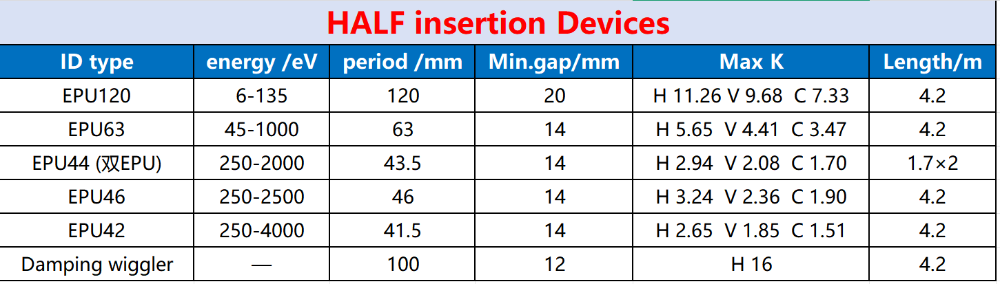 HALF insertion Devices
ID type energy /eV period /mm Min.gap/mm Max K Length/m
EPU120 6-135 120 20 H 11.26 V 9.68 C 7.33 4.2
EPU63 45-1000 63 14 H 5.65 V 4.41 C 3.47 4.2
EPU44 (双EPU) 250-2000 43.5 14 H 2.94 V 2.08 C 1.70 1.7×2
EPU46 250-2500 46 14 H 3.24 V 2.36 C 1.90 4.2
EPU42 250-4000 41.5 14 H 2.65 V 1.85 C 1.51 4.2
Damping wiggler — 100 12 H 16 4.2